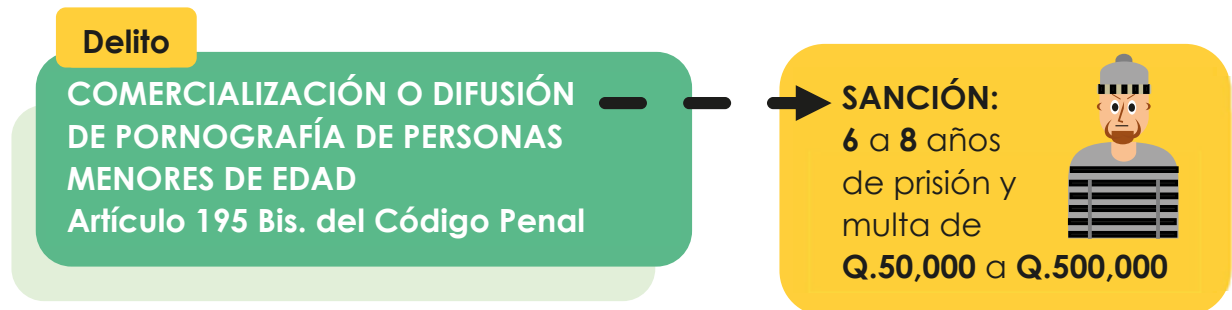 Delito
COMERCIALIZACIÓN O DIFUSIÓN
DE PORNOGRAFÍA DE PERSONAS
MENORES DE EDAD
Artículo 195 Bis. del Código Penal
SANCIÓN:
6 a 8 años
de prisión y
multa de
Q.50,000 a Q.500,000